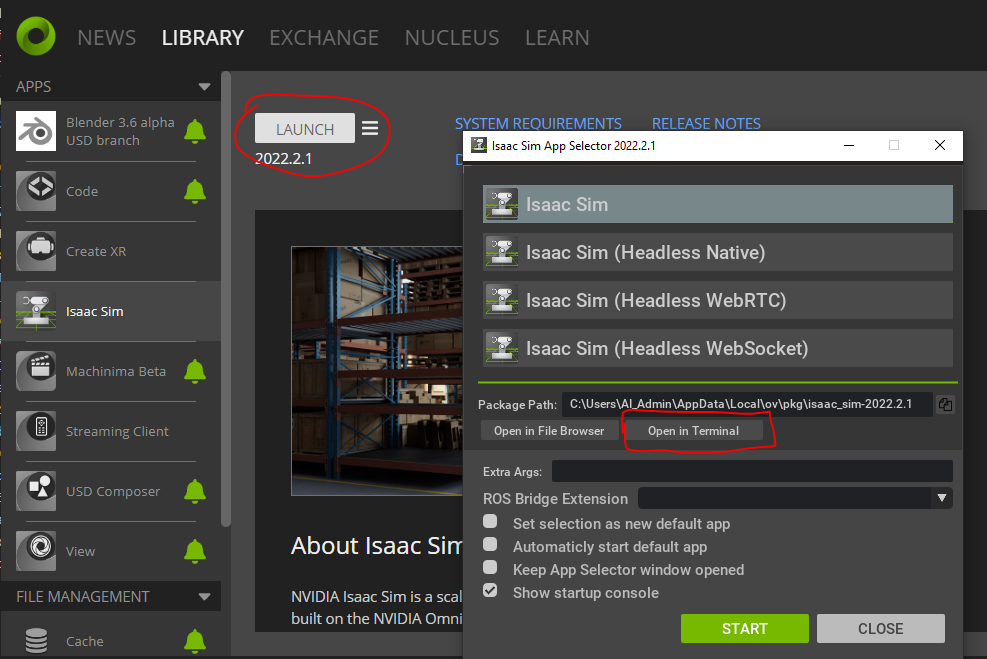 NEWS LIBRARY EXCHANGE NUCLEUS LEARN
APPS
Blender 3.6 alpha
USD branch
Code
Create XR
Isaac Sim
Machinima Beta
Streaming Client
USD Composer
View
FILE MANAGEMENT
Cache
LAUNCH
2022.2.1
SYSTEM REQUIREMENTS RELEASE NOTES
About Isaac Sim
NVIDIA Isaac Sim is a scal
built on the NVIDIA Omni
Isaac Sim App Selector 2022.2.1
Isaac Sim
Isaac Sim (Headless Native)
Isaac Sim (Headless WebRTC)
Isaac Sim (Headless WebSocket)
Package Path: C:\Users\AI_Admin\AppData\Local\ov\pkg\isaac_sim-2022.2.1
Open in File Browser Open in Terminal
Extra Args:
ROS Bridge Extension
Set selection as new default app
Automaticly start default app
Keep App Selector window opened
Show startup console
START CLOSE